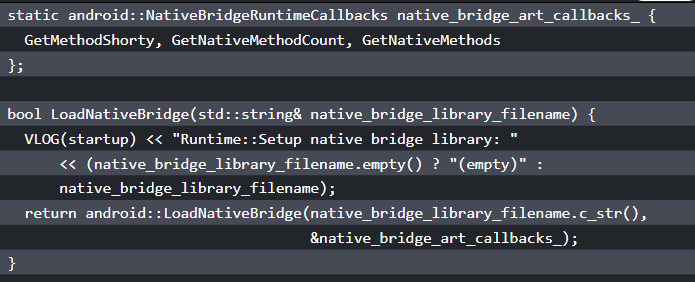 static android::NativeBridgeRuntimeCallbacks native_bridge_art_callbacks_ {
  GetMethodShorty, GetNativeMethodCount, GetNativeMethods
};

bool LoadNativeBridge(std::string& native_bridge_library_filename) {
  VLOG(startup) << "Runtime::Setup native bridge library: "
      << (native_bridge_library_filename.empty() ? "(empty)" :
      native_bridge_library_filename);
  return android::LoadNativeBridge(native_bridge_library_filename.c_str(),
                                   &native_bridge_art_callbacks_);
}